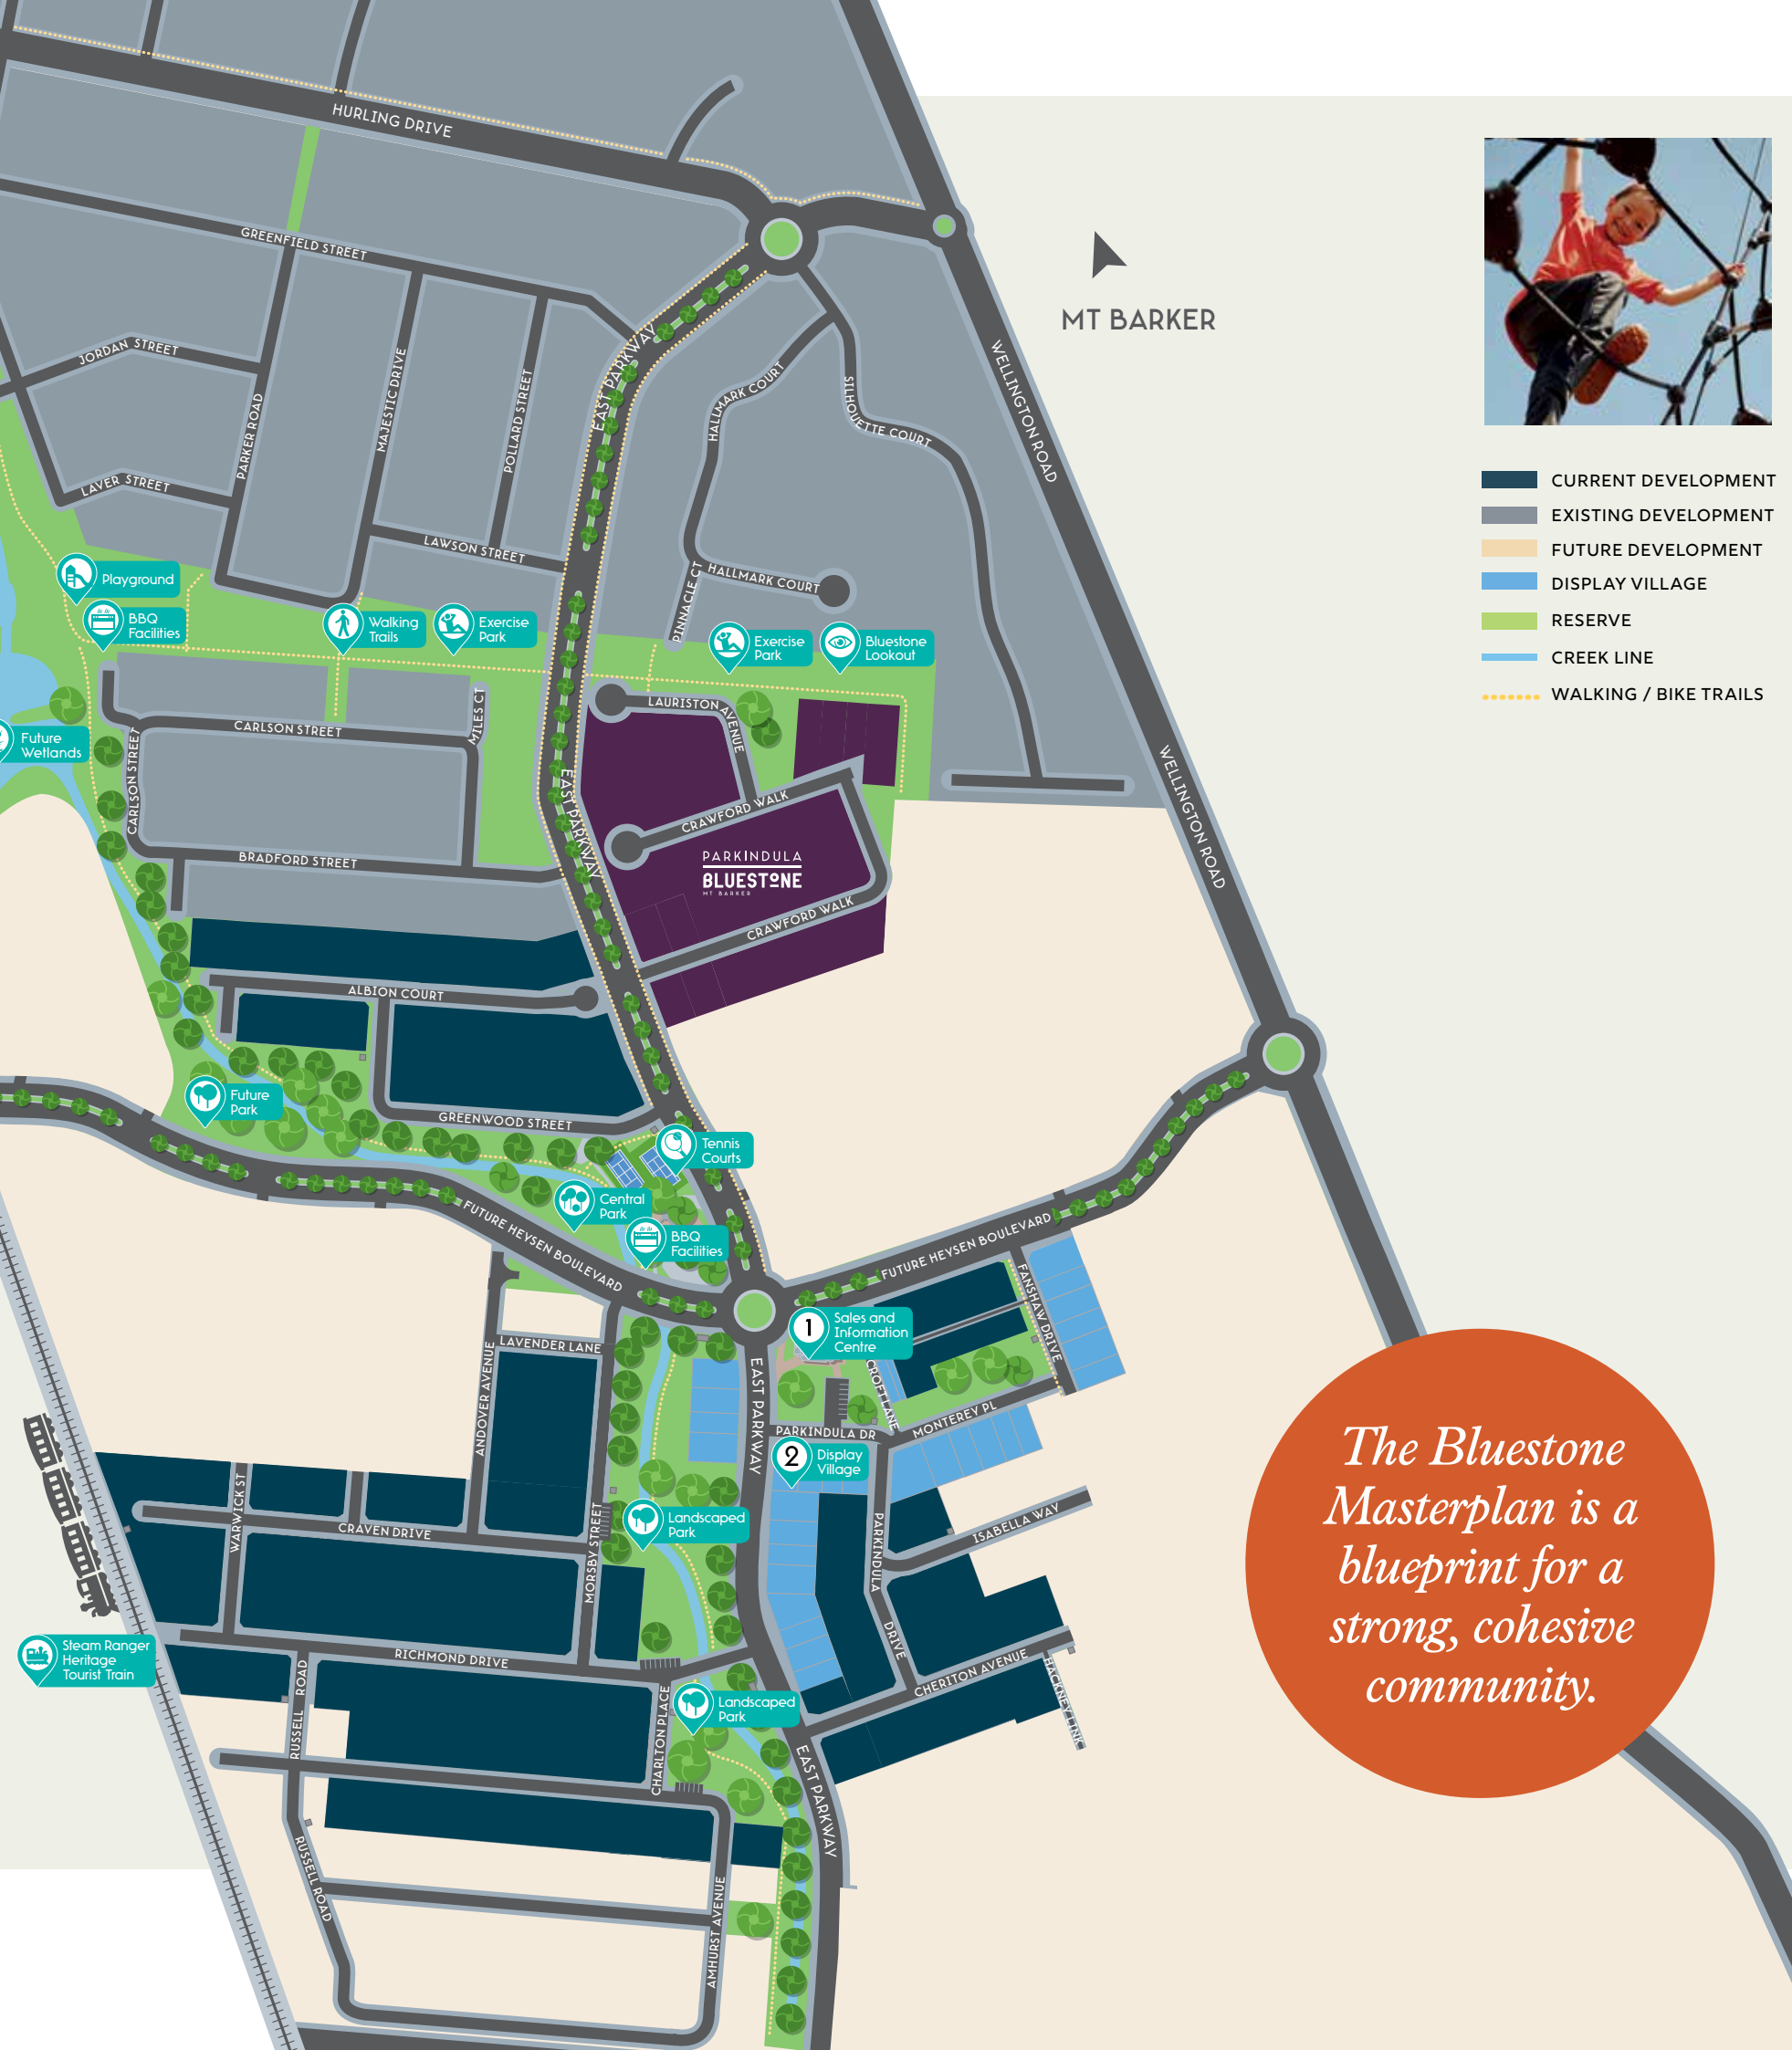 HURLING DRIVE
GREENFIELD STREET
JORDAN STREET
PARKER ROAD
MAJESTIC DRIVE
POLLARD STREET
LAVER STREET
LAWSON STREET
EAST PARKWAY
HALLMARK COURT
SILHOUETTE COURT
WELLINGTON ROAD
MT BARKER
HALLMARK COURT
PINNACLE CT
CURRENT DEVELOPMENT
EXISTING DEVELOPMENT
FUTURE DEVELOPMENT
DISPLAY VILLAGE
RESERVE
CREEK LINE
WALKING / BIKE TRAILS
Playground
BBQ
Facilities
Walking
Trails
Exercise
Park
Exercise
Park
Bluestone
Lookout
Future
Wetlands
CARLSON STREET
CARLSON STREET
MILES CT
BRADFORD STREET
LAURISTON AVENUE
EAST PARKWAY
CRAWFORD WALK
PARKINDULA
BLUESTONE
MT BARKER
CRAWFORD WALK
WELLINGTON ROAD
ALBION COURT
GREENWOOD STREET
Future
Park
Tennis
Courts
Central
Park
BBQ
Facilities
FUTURE HEYSEN BOULEVARD
FUTURE HEYSEN BOULEVARD
FANSHAW DRIVE
1
Sales and
Information
Centre
CROFT LANE
MONTEREY PL
PARKINDULA DR
2
Display
Village
LAVENDER LANE
ANDOVER AVENUE
EAST PARKWAY
WARWICK ST
CRAVEN DRIVE
MORSBY STREET
Landscaped
Park
PARKINDULA DRIVE
ISABELLA WAY
CHERITON AVENUE
HACKNEY LINK
Steam Ranger
Heritage
Tourist Train
RICHMOND DRIVE
RUSSELL ROAD
CHARLTON PLACE
Landscaped
Park
EAST PARKWAY
RUSSELL ROAD
AMHURST AVENUE
The Bluestone
Masterplan is a
blueprint for a
strong, cohesive
community.